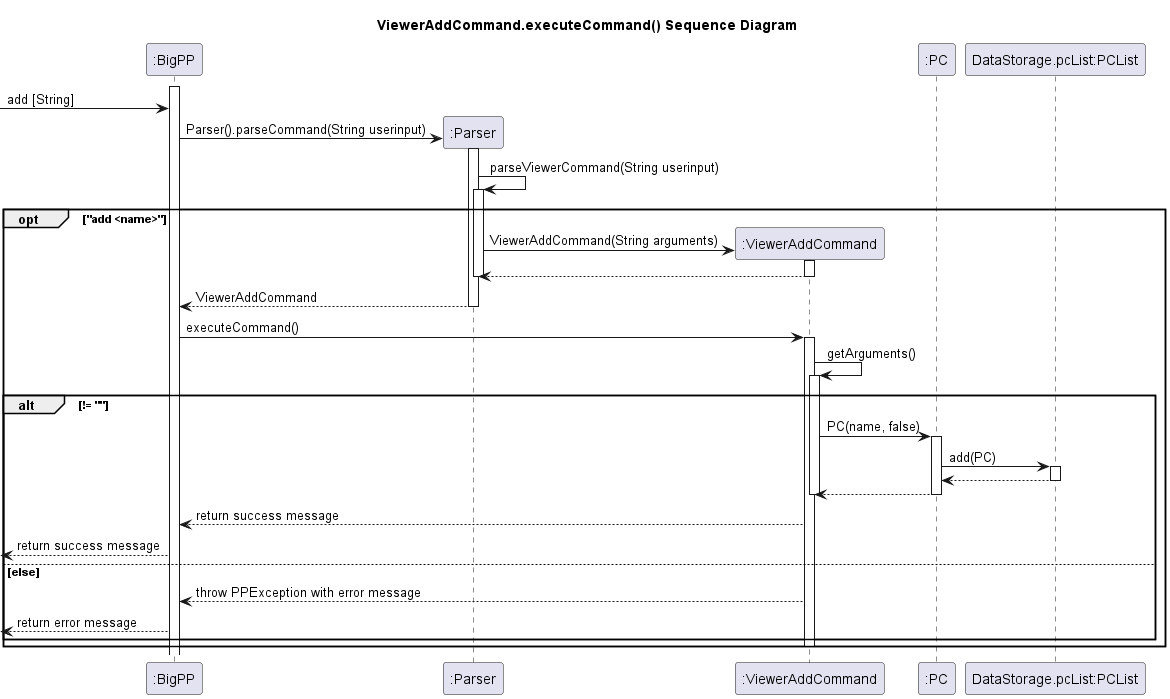 ViewerAddCommand.executeCommand() Sequence Diagram
:BigPP
:PC
DataStorage.pcList:PCList
add [String]
Parser().parseCommand(String userinput)
:Parser
parseViewerCommand(String userinput)
opt
["add <name>"]
ViewerAddCommand(String arguments)
:ViewerAddCommand
ViewerAddCommand
executeCommand()
getArguments()
alt
[!= ""]
PC(name, false)
add(PC)
return success message
return success message
[else]
throw PPException with error message
return error message
:BigPP
:Parser
:ViewerAddCommand
:PC
DataStorage.pcList:PCList